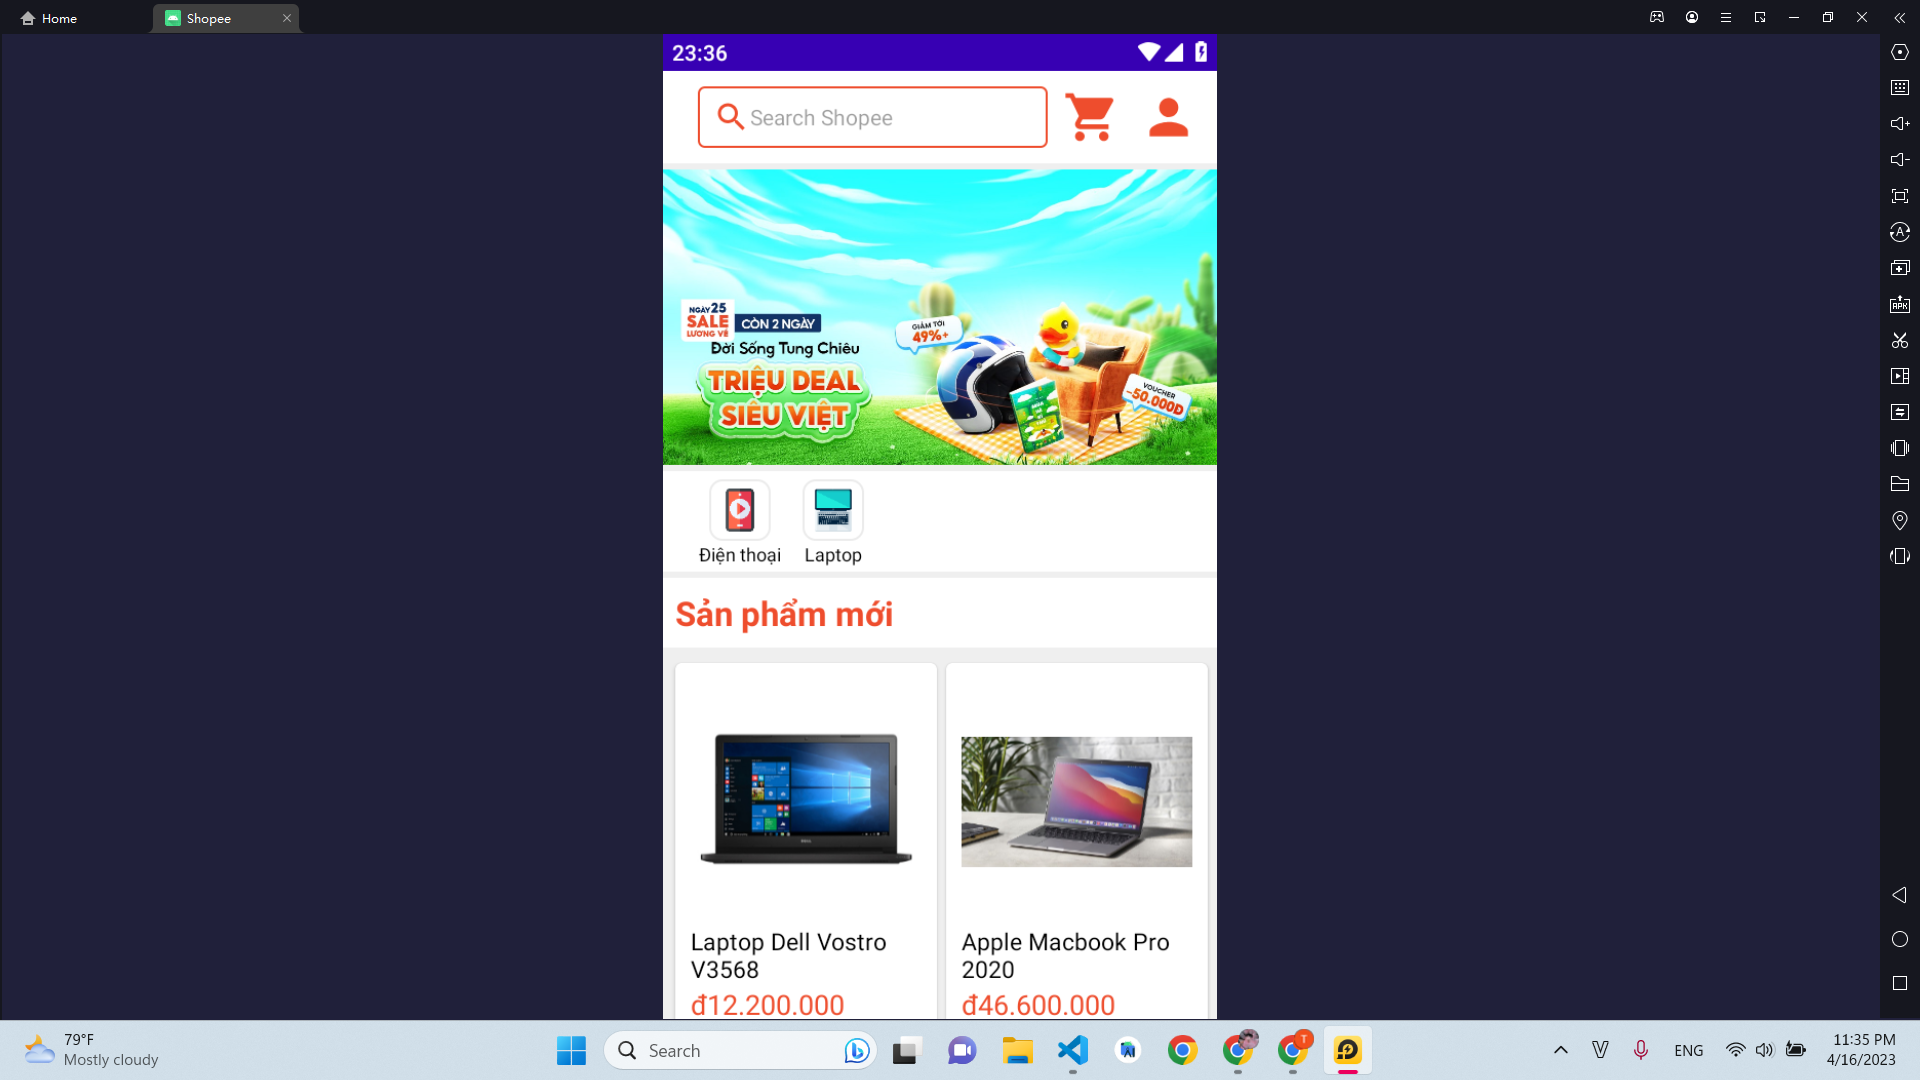 Home
Shopee
23:36
Search Shopee
NGÀY 25
SALE
LƯƠNG VỀ
CÒN 2 NGÀY
Đời Sống Tung Chiêu
TRIỆU DEAL
SIÊU VIỆT
GIẢM TỚI
49%+
VOUCHER
-50.000Đ
Điện thoại
Laptop
Sản phẩm mới
Laptop Dell Vostro
V3568
đ12.200.000
Apple Macbook Pro
2020
đ46.600.000
APK
79°F
Mostly cloudy
Search
T
ENG
11:35 PM
4/16/2023